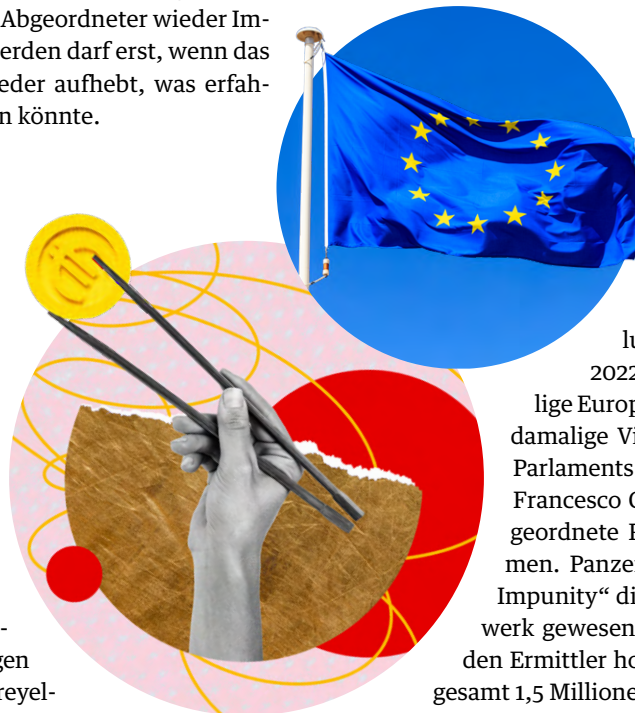 Abgeordneter wieder Im-
erden darf erst, wenn das
eder aufhebt, was erfah-
n könnte.
lu
2022
lige Europ
damalige Vi
Parlaments
Francesco
geordnete
men. Panzer
Impunity“ di
werk gewesen
den Ermittler ho
gesamt 1,5 Millione
-
gen
reyel-